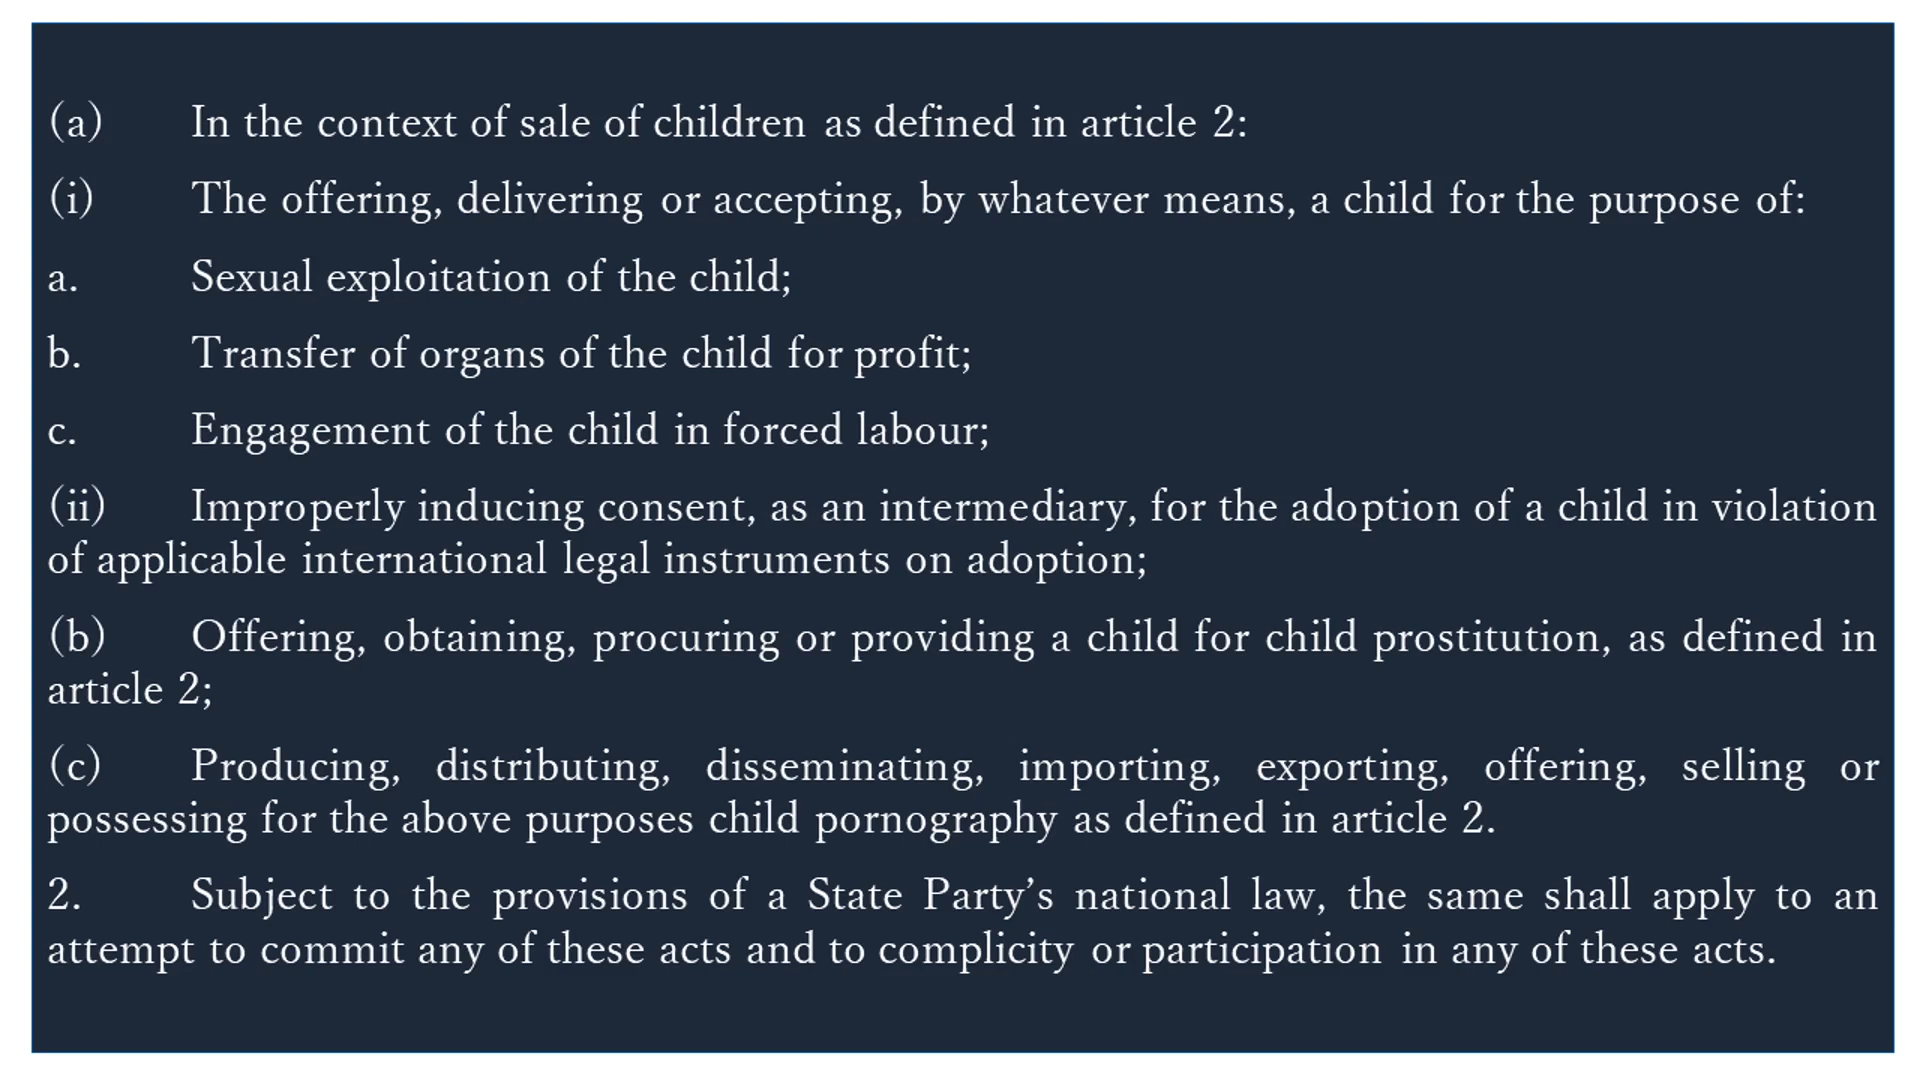 (a) In the context of sale of children as defined in article 2:
(i) The offering, delivering or accepting, by whatever means, a child for the purpose of:
a. Sexual exploitation of the child;
b. Transfer of organs of the child for profit;
c. Engagement of the child in forced labour;
(ii) Improperly inducing consent, as an intermediary, for the adoption of a child in violation
of applicable international legal instruments on adoption;
(b) Offering, obtaining, procuring or providing a child for child prostitution, as defined in
article 2;
(c) Producing, distributing, disseminating, importing, exporting, offering, selling or
possessing for the above purposes child pornography as defined in article 2.
2. Subject to the provisions of a State Party’s national law, the same shall apply to an
attempt to commit any of these acts and to complicity or participation in any of these acts.